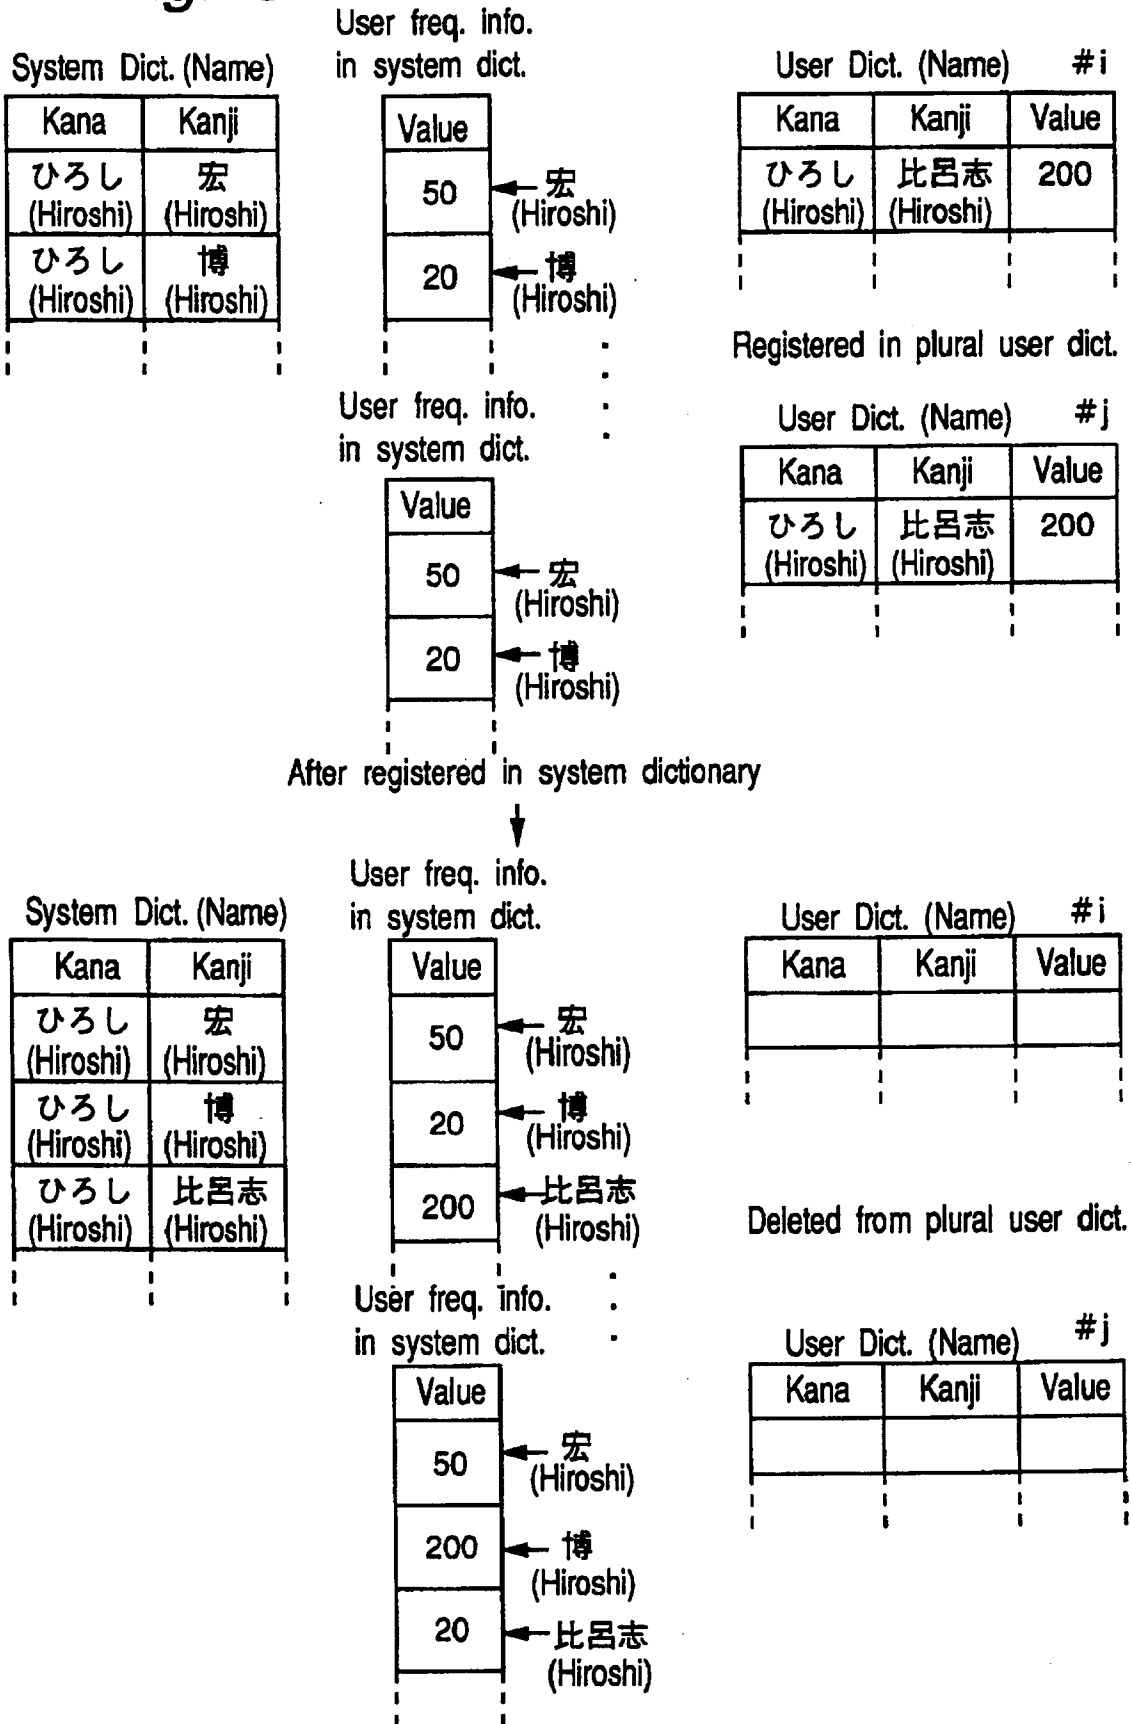 User freq. info.
in system dict.
System Dict. (Name)
Kana Kanji
ひろし 宏
(Hiroshi) (Hiroshi)
ひろし 博
(Hiroshi) (Hiroshi)
Value
50 宏
(Hiroshi)
20 博
(Hiroshi)
User Dict. (Name) #i
Kana Kanji Value
ひろし 比呂志 200
(Hiroshi) (Hiroshi)
Registered in plural user dict.
User freq. info.
in system dict.
Value
50 宏
(Hiroshi)
20 博
(Hiroshi)
User Dict. (Name) #j
Kana Kanji Value
ひろし 比呂志 200
(Hiroshi) (Hiroshi)
After registered in system dictionary
User freq. info.
in system dict.
System Dict. (Name)
Kana Kanji
ひろし 宏
(Hiroshi) (Hiroshi)
ひろし 博
(Hiroshi) (Hiroshi)
ひろし 比呂志
(Hiroshi) (Hiroshi)
Value
50 宏
(Hiroshi)
20 博
(Hiroshi)
200 比呂志
(Hiroshi)
User Dict. (Name) #i
Kana Kanji Value
Deleted from plural user dict.
User freq. info.
in system dict.
Value
50 宏
(Hiroshi)
200 博
(Hiroshi)
20 比呂志
(Hiroshi)
User Dict. (Name) #j
Kana Kanji Value